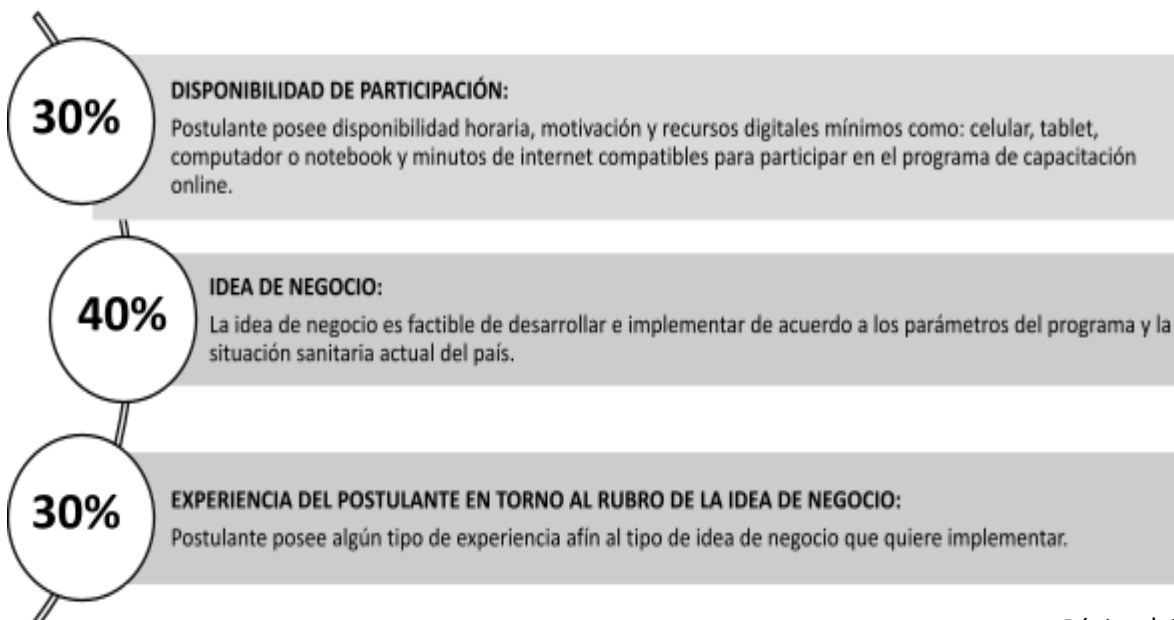 30%
DISPONIBILIDAD DE PARTICIPACIÓN:
Postulante posee disponibilidad horaria, motivación y recursos digitales mínimos como: celular, tablet,
computador o notebook y minutos de internet compatibles para participar en el programa de capacitación
online.
40%
IDEA DE NEGOCIO:
La idea de negocio es factible de desarrollar e implementar de acuerdo a los parámetros del programa y la
situación sanitaria actual del país.
30%
EXPERIENCIA DEL POSTULANTE EN TORNO AL RUBRO DE LA IDEA DE NEGOCIO:
Postulante posee algún tipo de experiencia afín al tipo de idea de negocio que quiere implementar.